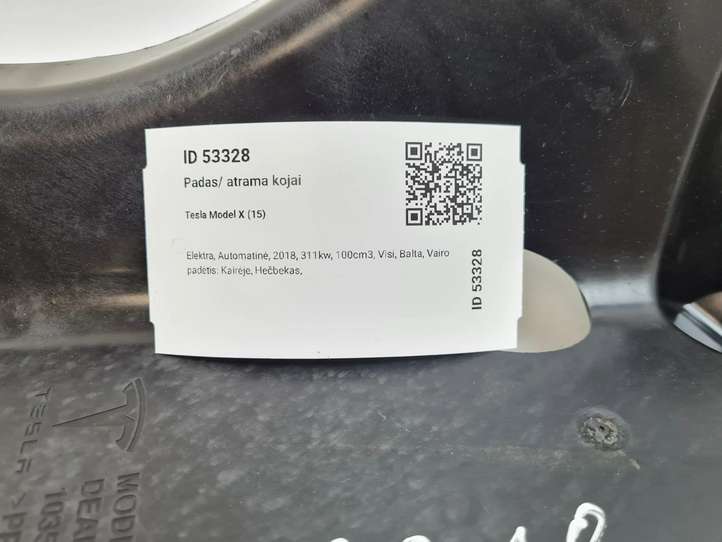 ID 53328
Padas/ atrama kojai
Tesla Model X (15)
Elektra, Automatinė, 2018, 311kw, 100cm3, Visi, Balta, Vairo
padėtis: Kairėje, Hečbekas,
ID 53328
TESLA